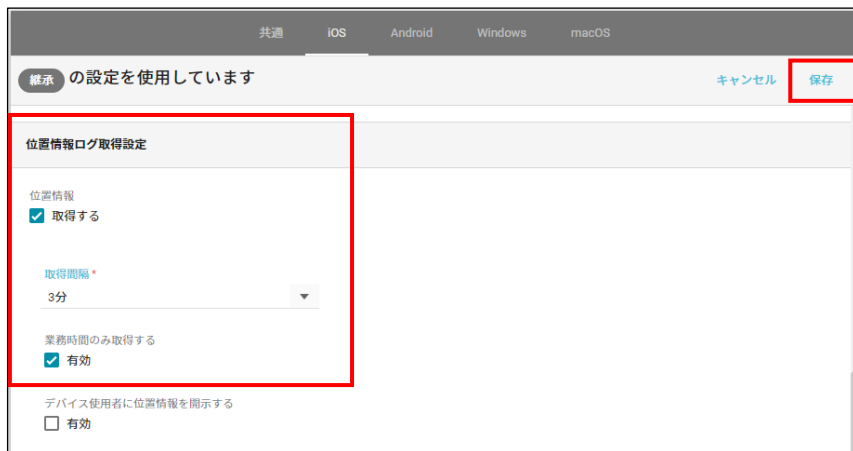 共通 iOS Android Windows macOS
継承 の設定を使用しています キャンセル 保存
位置情報ログ取得設定
位置情報
取得する
取得間隔 *
3分
業務時間のみ取得する
有効
デバイス使用者に位置情報を開示する
有効